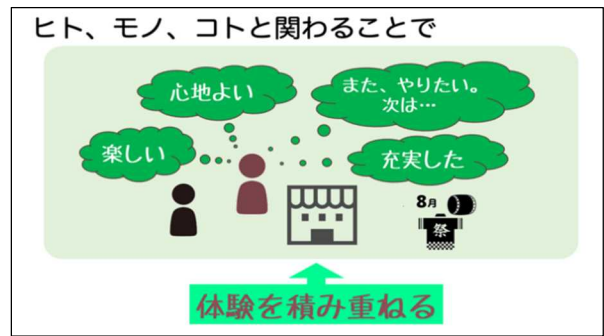 ヒト、モノ、コトと関わることで
心地よい
また、やりたい。
次は…
楽しい
充実した
8月
祭
体験を積み重ねる